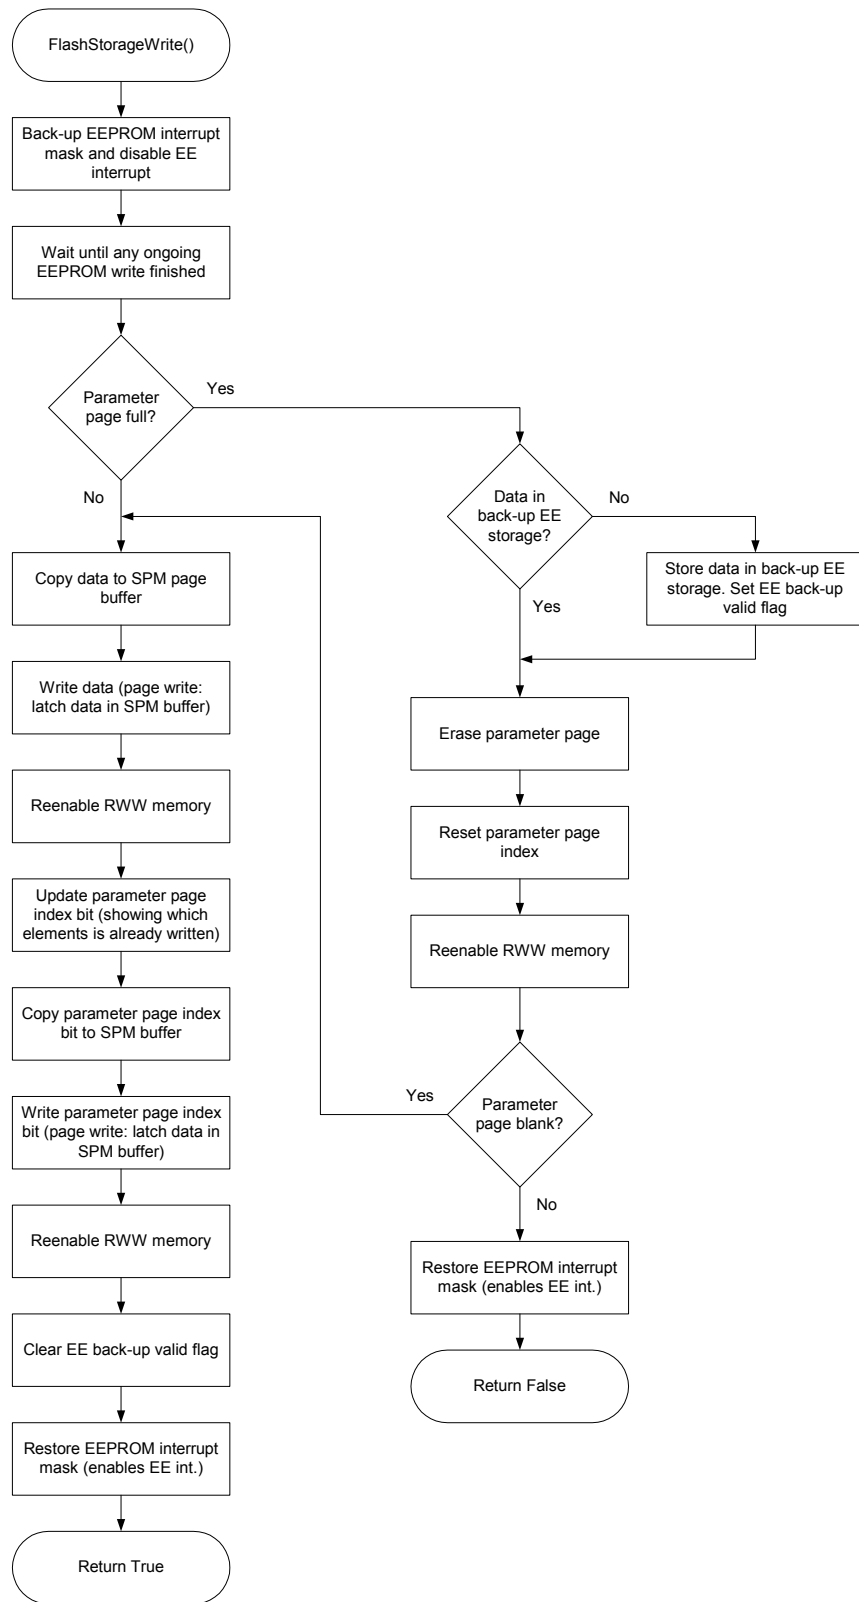 FlashStorageWrite()
Back-up EEPROM interrupt
mask and disable EE
interrupt
Wait until any ongoing
EEPROM write finished
Parameter
page full?
Yes
No
Data in
back-up EE
storage?
No
Yes
Store data in back-up EE
storage. Set EE back-up
valid flag
Copy data to SPM page
buffer
Write data (page write:
latch data in SPM buffer)
Reenable RWW memory
Update parameter page
index bit (showing which
elements is already written)
Copy parameter page index
bit to SPM buffer
Write parameter page index
bit (page write: latch data in
SPM buffer)
Reenable RWW memory
Clear EE back-up valid flag
Restore EEPROM interrupt
mask (enables EE int.)
Return True
Erase parameter page
Reset parameter page
index
Reenable RWW memory
Parameter
page blank?
Yes
No
Restore EEPROM interrupt
mask (enables EE int.)
Return False